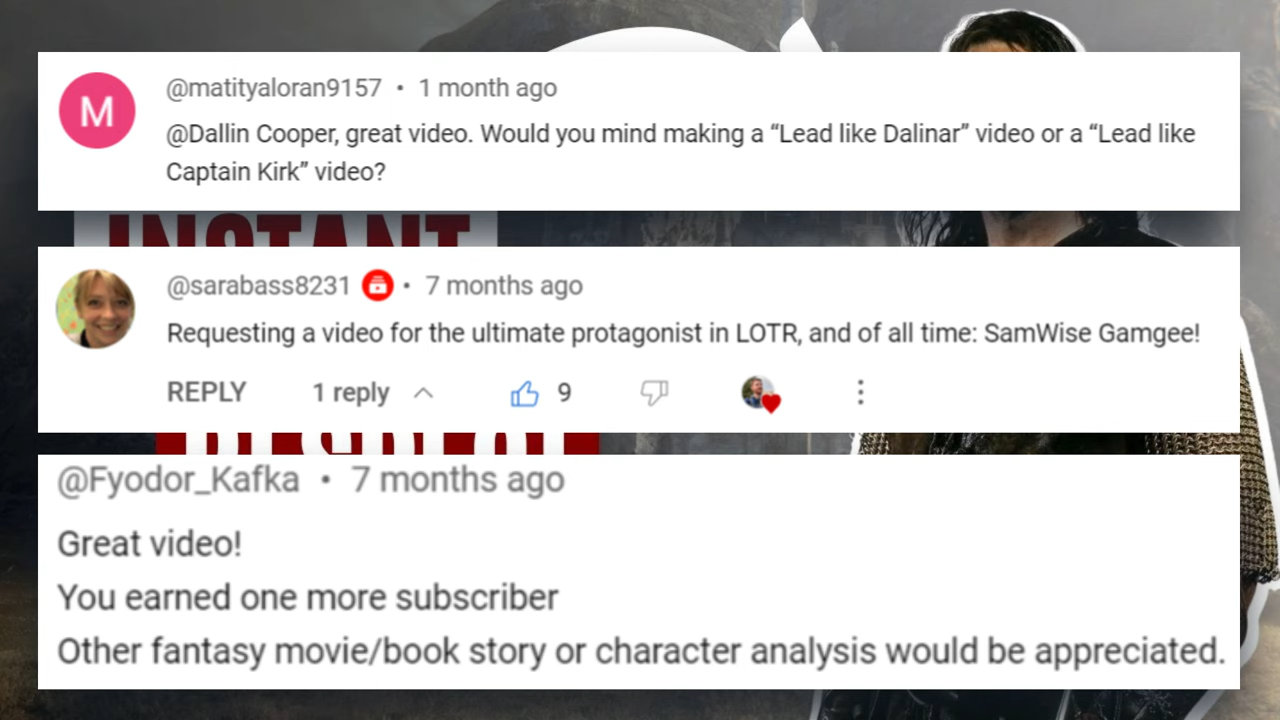 @matityaloran9157 • 1 month ago
M
@Dallin Cooper, great video. Would you mind making a “Lead like Dalinar” video or a “Lead like
Captain Kirk” video?
INSTANT
@sarabass8231 • 7 months ago
Requesting a video for the ultimate protagonist in LOTR, and of all time: SamWise Gamgee!
REPLY 1 reply 9
@Fyodor_Kafka • 7 months ago
Great video!
You earned one more subscriber
Other fantasy movie/book story or character analysis would be appreciated.